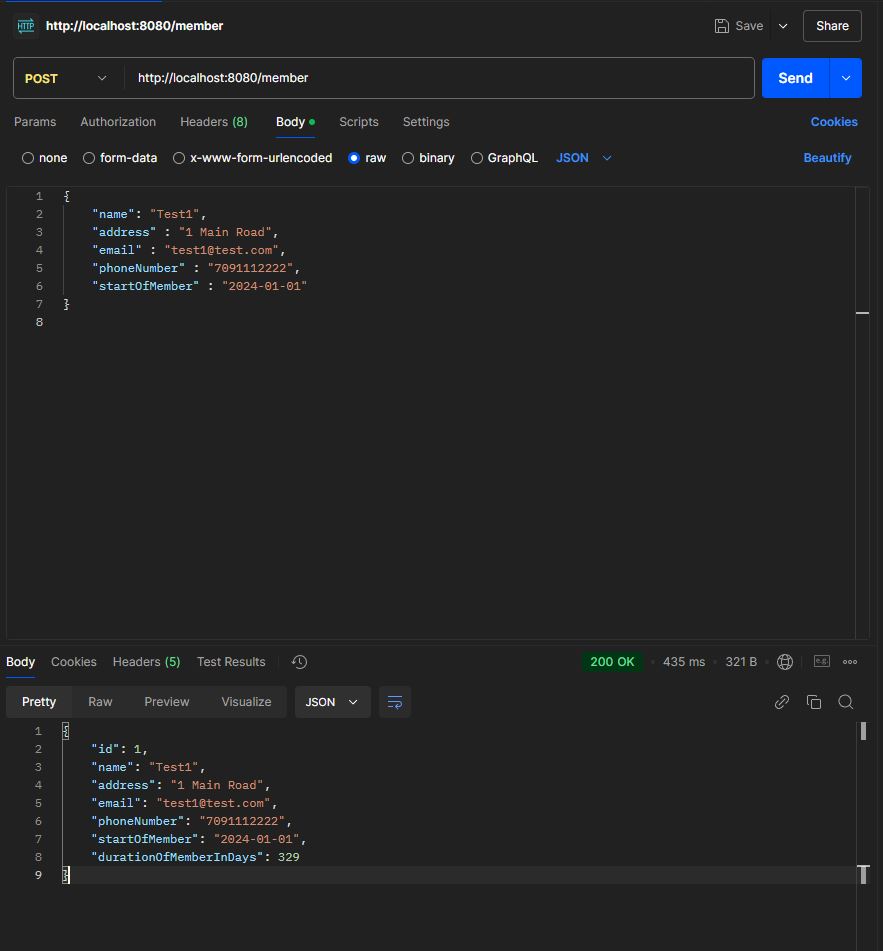 HTTP http://localhost:8080/member Save Share
POST http://localhost:8080/member Send
Params Authorization Headers (8) Body Scripts Settings Cookies
none form-data x-www-form-urlencoded raw binary GraphQL JSON Beautify
1 {
2 "name": "Test1",
3 "address" : "1 Main Road",
4 "email" : "test1@test.com",
5 "phoneNumber" : "7091112222",
6 "startOfMember" : "2024-01-01"
7 }
8
Body Cookies Headers (5) Test Results 200 OK 435 ms 321 B e.g.
Pretty Raw Preview Visualize JSON
1 {
2 "id": 1,
3 "name": "Test1",
4 "address": "1 Main Road",
5 "email": "test1@test.com",
6 "phoneNumber": "7091112222",
7 "startOfMember": "2024-01-01",
8 "durationOfMemberInDays": 329
9 }